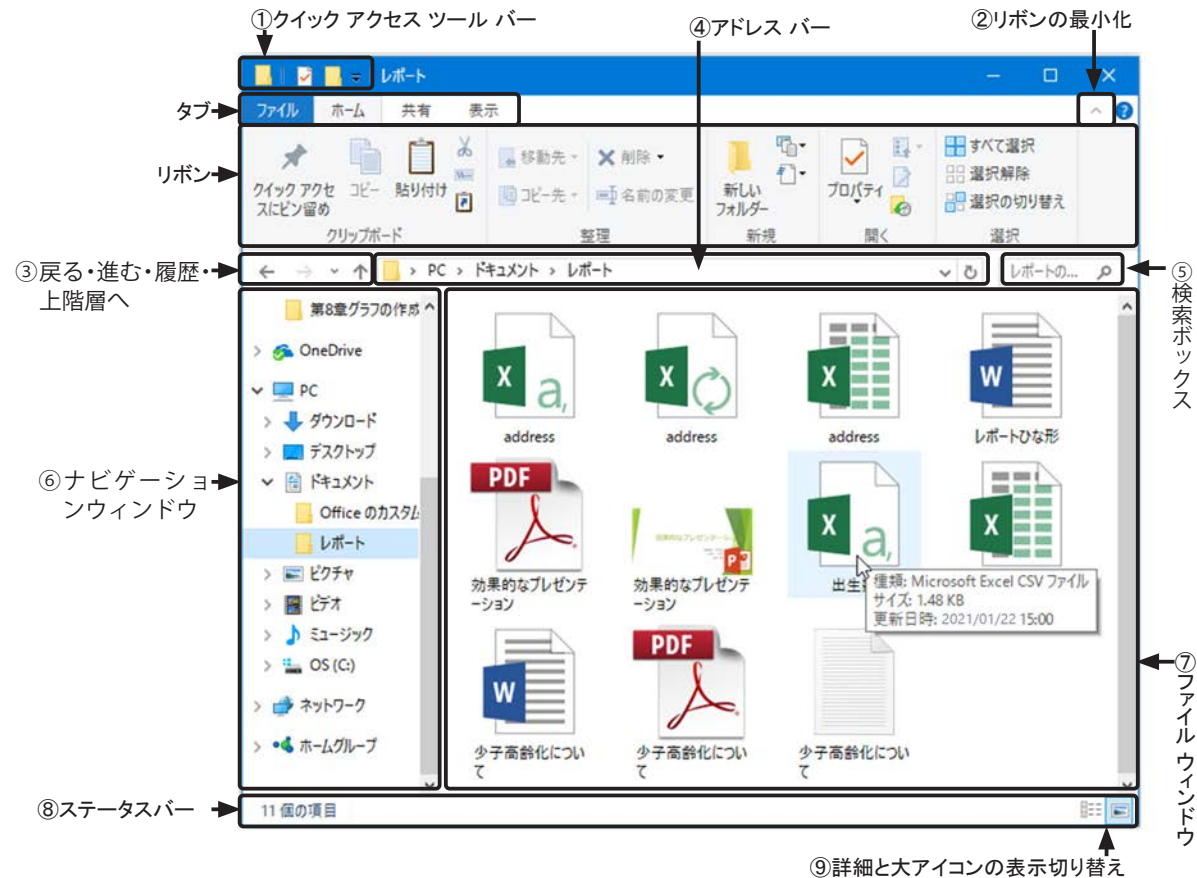 ①クイック アクセス ツール バー
④アドレス バー
②リボンの最小化
レポート
タブ
ファイル ホーム 共有 表示
リボン
クイック アクセ
スにピン留め
コピー
貼り付け
クリップボード
移動先
コピー先
削除
名前の変更
整理
新しい
フォルダー
新規
プロパティ
開く
すべて選択
選択解除
選択の切り替え
選択
③戻る・進む・履歴・
上階層へ
PC ドキュメント レポート
レポートの...
⑤検索ボックス
⑥ナビゲーショ
ンウィンドウ
第8章グラフの作成
OneDrive
PC
ダウンロード
デスクトップ
ドキュメント
Office のカスタム
レポート
ピクチャ
ビデオ
ミュージック
OS (C:)
ネットワーク
ホームグループ
address
address
address
レポートひな形
PDF
効果的なプレゼンテ
ーション
効果的なプレゼンテ
ーション
出生
種類: Microsoft Excel CSV ファイル
サイズ: 1.48 KB
更新日時: 2021/01/22 15:00
少子高齢化につい
て
PDF
少子高齢化につい
て
少子高齢化につい
て
⑦ファイル ウィンドウ
⑧ステータスバー
11 個の項目
⑨詳細と大アイコンの表示切り替え